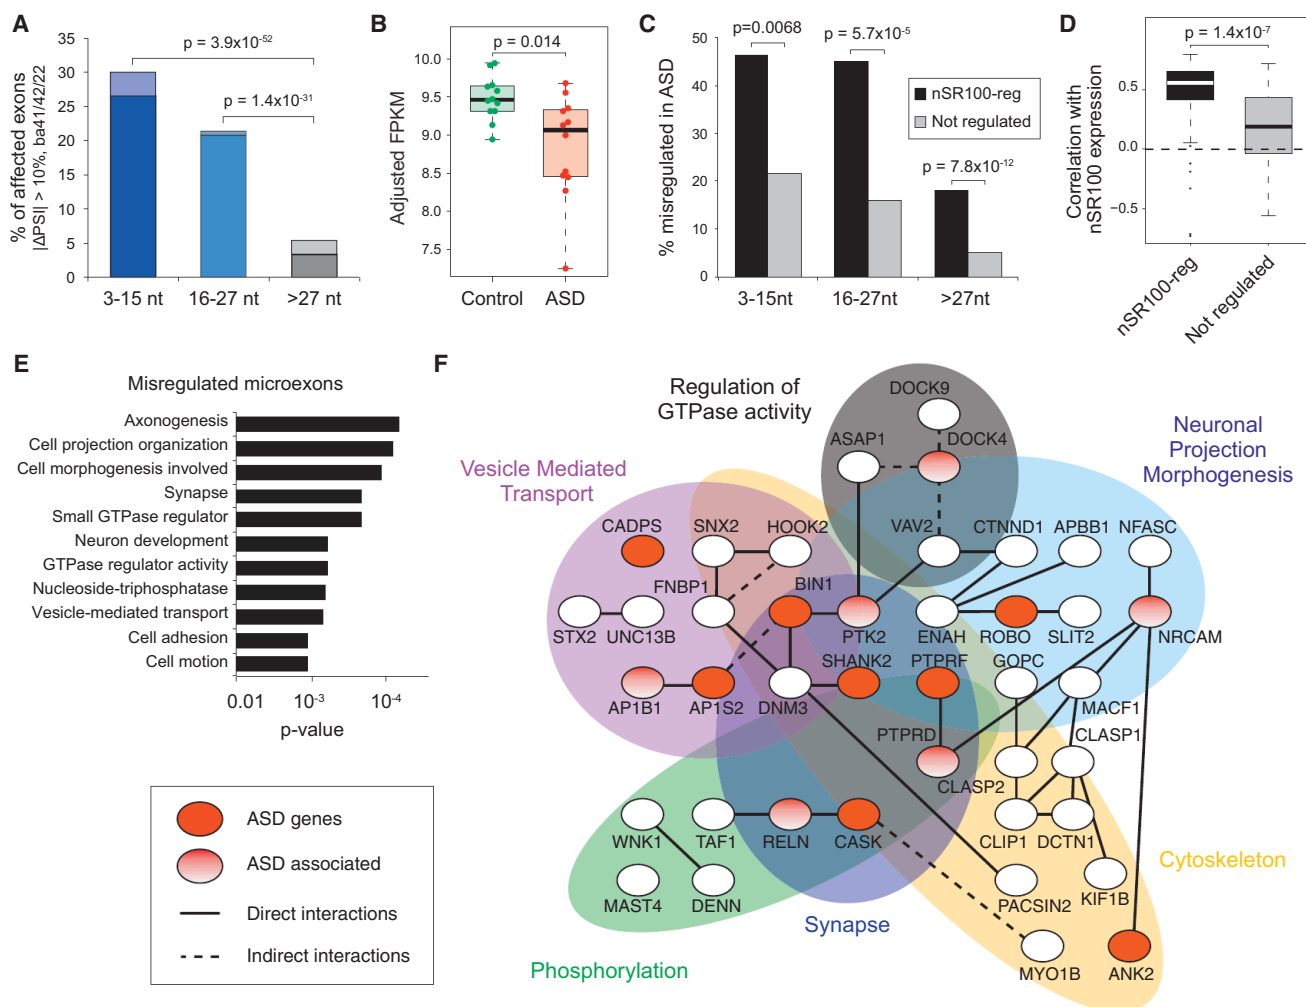 A
% of affected exons
|ΔPSI| > 10%, ba41/42/22
35
30
25
20
15
10
5
0
p = 3.9x10-52
p = 1.4x10-31
3-15 nt
16-27 nt
>27 nt
B
Adjusted FPKM
10.0
9.5
9.0
8.5
8.0
7.5
p = 0.014
Control
ASD
C
% misregulated in ASD
50
40
30
20
10
0
p=0.0068
p = 5.7x10-5
p = 7.8x10-12
nSR100-reg
Not regulated
3-15nt
16-27nt
>27nt
D
Correlation with
nSR100 expression
0.5
0.0
−0.5
p = 1.4x10-7
nSR100-reg
Not regulated
E
Misregulated microexons
Axonogenesis
Cell projection organization
Cell morphogenesis involved
Synapse
Small GTPase regulator
Neuron development
GTPase regulator activity
Nucleoside-triphosphatase
Vesicle-mediated transport
Cell adhesion
Cell motion
0.01
10-3
10-4
p-value
ASD genes
ASD associated
Direct interactions
Indirect interactions
F
Regulation of
GTPase activity
Vesicle Mediated
Transport
Neuronal
Projection
Morphogenesis
DOCK9
ASAP1
DOCK4
CADPS
SNX2
HOOK2
VAV2
CTNND1
APBB1
NFASC
FNBP1
BIN1
STX2
UNC13B
PTK2
ENAH
ROBO
SLIT2
NRCAM
SHANK2
PTPRF
GOPC
AP1B1
AP1S2
DNM3
MACF1
PTPRD
CLASP1
CLASP2
WNK1
TAF1
RELN
CASK
CLIP1
DCTN1
Cytoskeleton
MAST4
DENN
PACSIN2
KIF1B
Synapse
Phosphorylation
MYO1B
ANK2